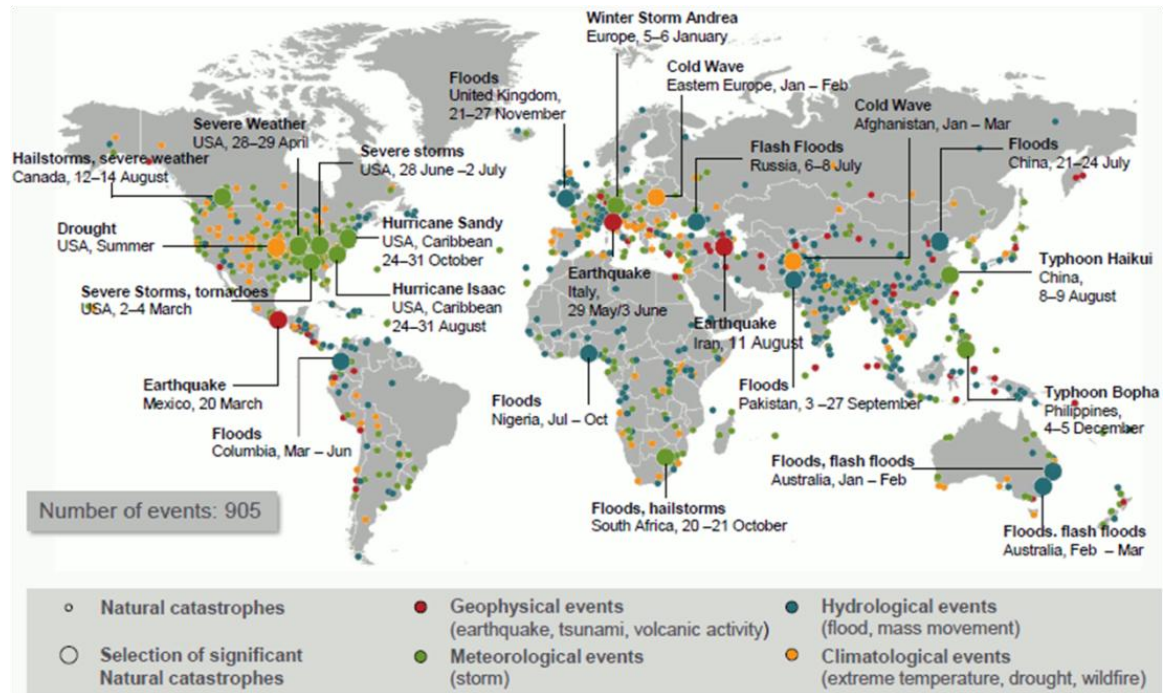 Winter Storm Andrea
Europe, 5–6 January
Cold Wave
Eastern Europe, Jan – Feb
Floods
United Kingdom,
21–27 November
Cold Wave
Afghanistan, Jan – Mar
Severe Weather
USA, 28–29 April
Hailstorms, severe weather
Canada, 12–14 August
Severe storms
USA, 28 June –2 July
Flash Floods
Russia, 6–8 July
Floods
China, 21–24 July
Drought
USA, Summer
Hurricane Sandy
USA, Caribbean
24–31 October
Typhoon Haikui
China,
8–9 August
Severe Storms, tornadoes
USA, 2–4 March
Hurricane Isaac
USA, Caribbean
24–31 August
Earthquake
Italy,
29 May/3 June
Earthquake
Iran, 11 August
Earthquake
Mexico, 20 March
Floods
Columbia, Mar – Jun
Floods
Nigeria, Jul – Oct
Floods
Pakistan, 3 –27 September
Typhoon Bopha
Philippines,
4–5 December
Floods, flash floods
Australia, Jan – Feb
Number of events: 905
Floods, hailstorms
South Africa, 20 –21 October
Floods. flash floods
Australia, Feb – Mar
Natural catastrophes
Selection of significant
Natural catastrophes
Geophysical events
(earthquake, tsunami, volcanic activity)
Meteorological events
(storm)
Hydrological events
(flood, mass movement)
Climatological events
(extreme temperature, drought, wildfire)